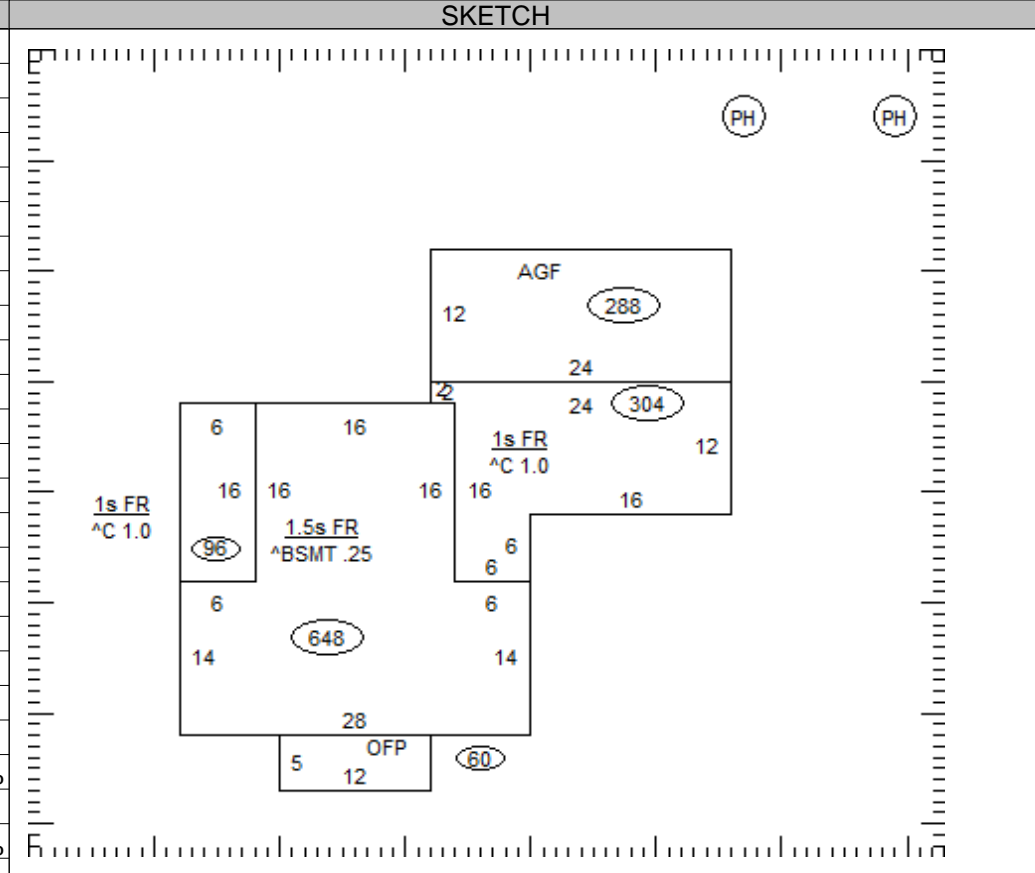 SKETCH
PH PH
AGF
12 288
24
2 2
24 304
6 16
1s FR 12
^C 1.0
16 16 16 16
16
1s FR
^C 1.0
1.5s FR
^BSMT .25
96
6
6
6 6
648
14 14
28
OFP
5 60
12